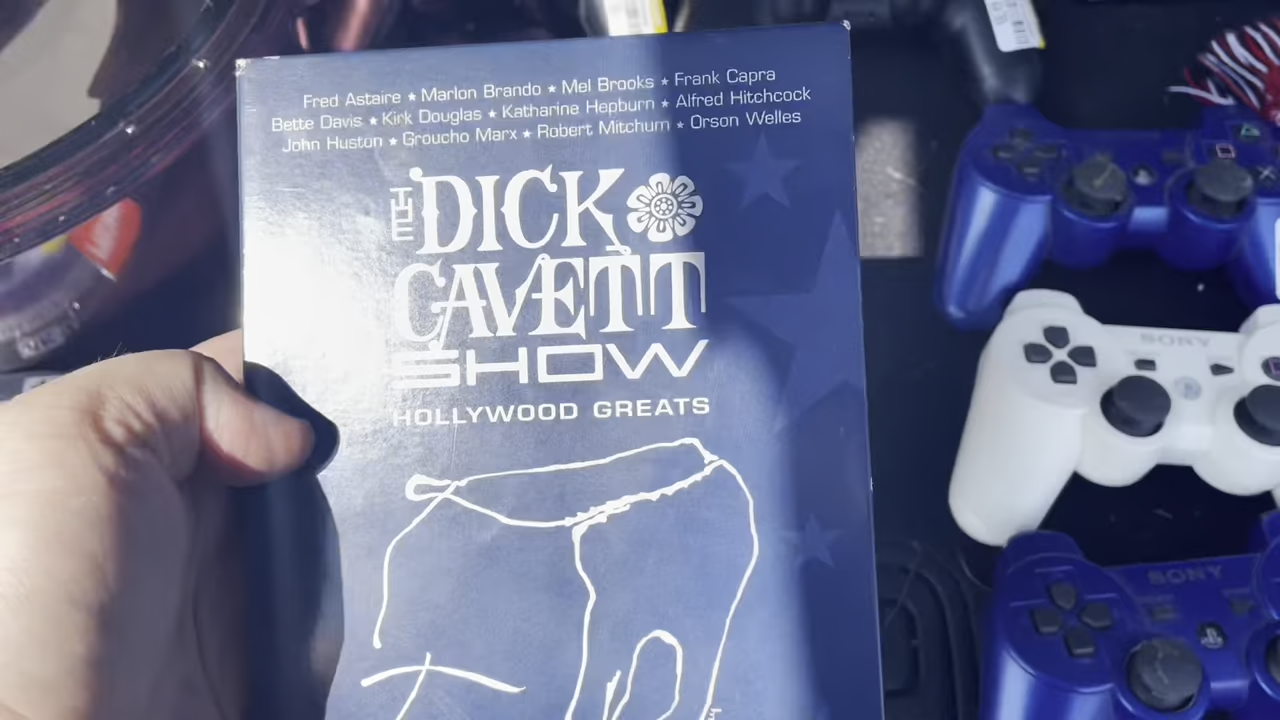 Fred Astaire ★ Marlon Brando ★ Mel Brooks ★ Frank Capra
Bette Davis ★ Kirk Douglas ★ Katharine Hepburn ★ Alfred Hitchcock
John Huston ★ Groucho Marx ★ Robert Mitchum ★ Orson Welles
THE DICK
CAVETT
SHOW
HOLLYWOOD GREATS
SONY
SONY